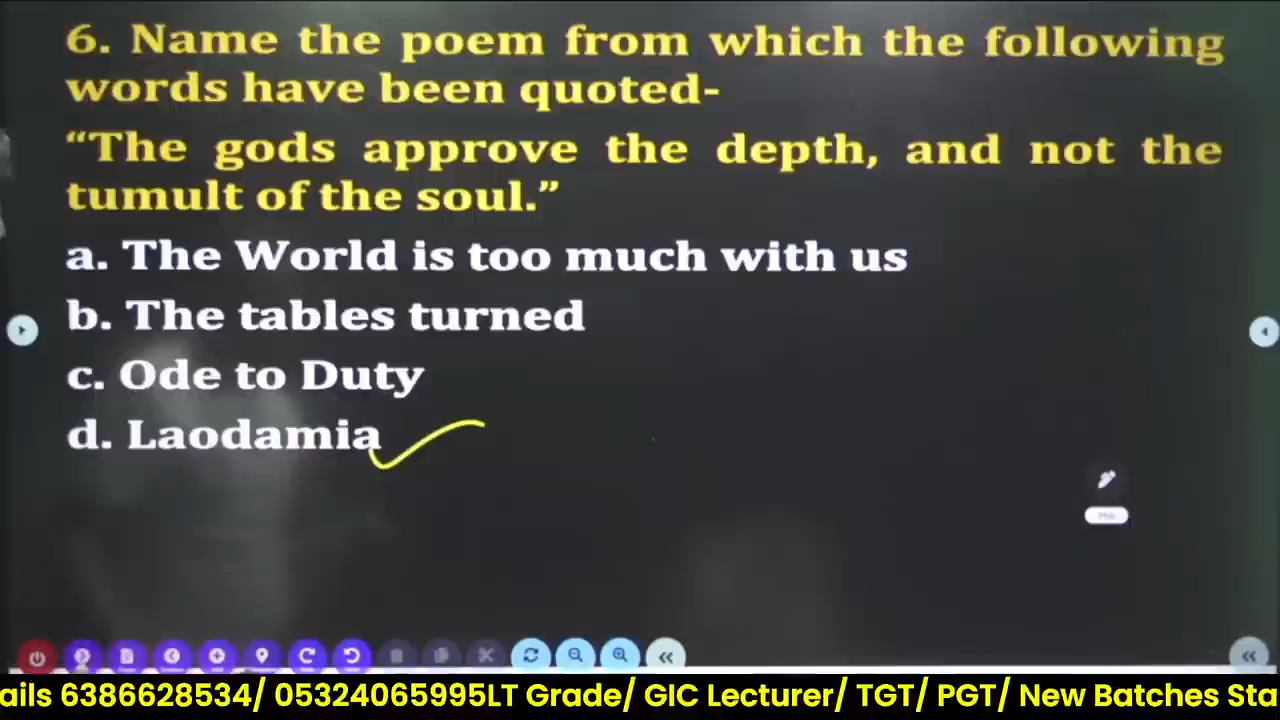 6. Name the poem from which the following
words have been quoted-
“The gods approve the depth, and not the
tumult of the soul.”
a. The World is too much with us
b. The tables turned
c. Ode to Duty
d. Laodamia
ails 6386628534/ 05324065995LT Grade/ GIC Lecturer/ TGT/ PGT/ New Batches Sta